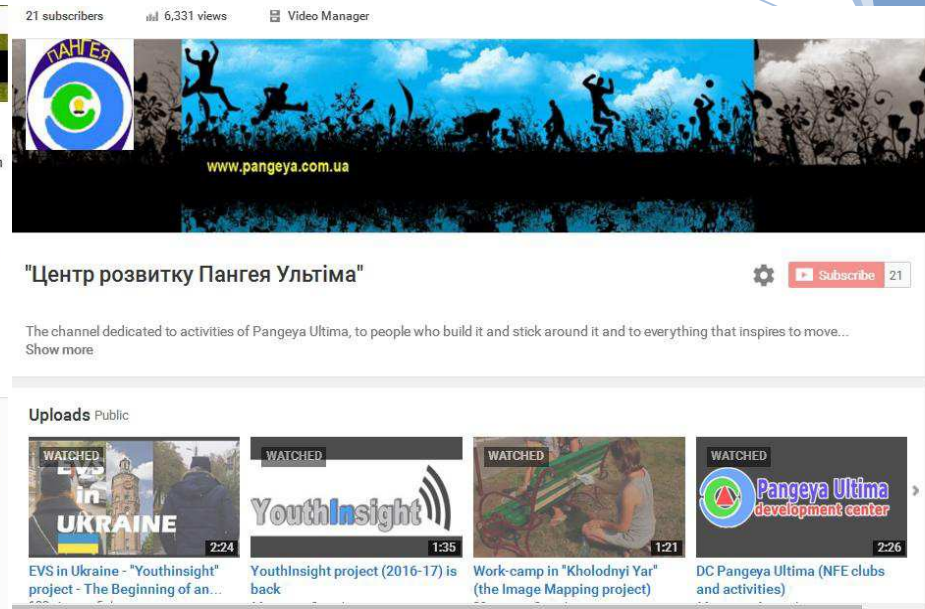 21 subscribers
6,331 views
Video Manager
ПАНГЕЯ
www.pangeya.com.ua
"Центр розвитку Пангея Ультіма"
Subscribe 21
The channel dedicated to activities of Pangeya Ultima, to people who build it and stick around it and to everything that inspires to move...
Show more
Uploads Public
WATCHED
EVS
in
UKRAINE
2:24
EVS in Ukraine - "Youthinsight"
project - The Beginning of an...
WATCHED
YouthInsight
1:35
YouthInsight project (2016-17) is
back
WATCHED
1:21
Work-camp in "Kholodnyi Yar"
(the Image Mapping project)
WATCHED
Pangeya Ultima
development center
2:26
DC Pangeya Ultima (NFE clubs
and activities)